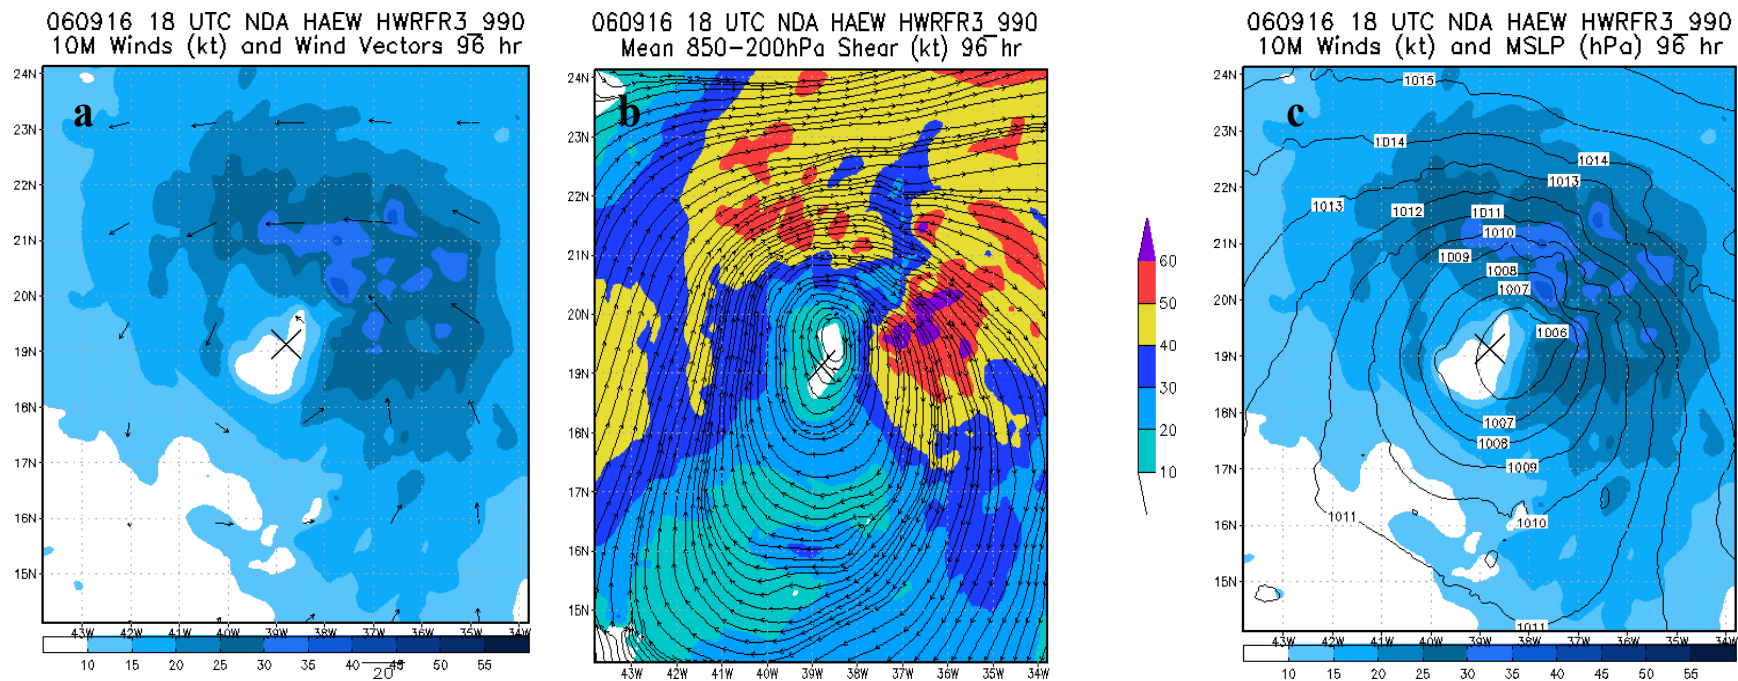 060916 18 UTC NDA HAEW HWRFR3_990
10M Winds (kt) and Wind Vectors 96 hr
a
24N
23N
22N
21N
20N
19N
18N
17N
16N
15N
43W 42W 41W 40W 39W 38W 37W 36W 35W 34W
10 15 20 25 30 35 40 45 50 55
20
060916 18 UTC NDA HAEW HWRFR3_990
Mean 850-200hPa Shear (kt) 96 hr
b
24N
23N
22N
21N
20N
19N
18N
17N
16N
15N
43W 42W 41W 40W 39W 38W 37W 36W 35W 34W
60
50
40
30
20
10
060916 18 UTC NDA HAEW HWRFR3_990
10M Winds (kt) and MSLP (hPa) 96 hr
c
24N
23N
22N
21N
20N
19N
18N
17N
16N
15N
1015
1014
1014
1013
1013
1012
1011
1010
1009
1008
1007
1006
1007
1008
1009
1011
1010
1011
43W 42W 41W 40W 39W 38W 37W 36W 35W 34W
10 15 20 25 30 35 40 45 50 55